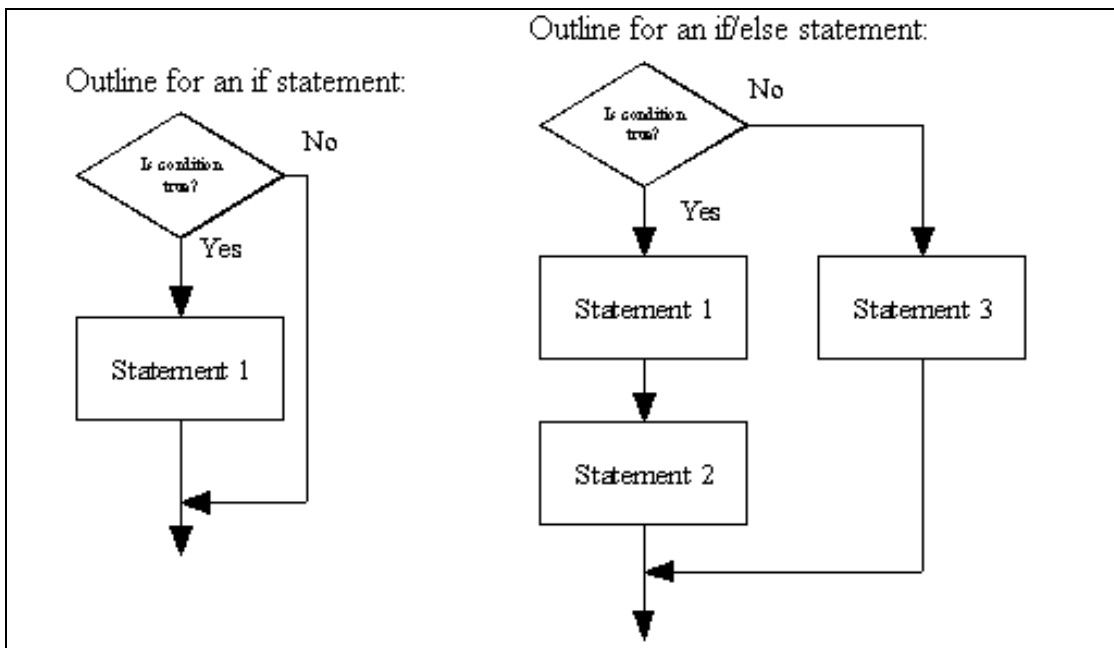 Outline for an if statement:
Is condition
true?
No
Yes
Statement 1
Outline for an if/else statement:
Is condition
true?
No
Yes
Statement 1
Statement 3
Statement 2